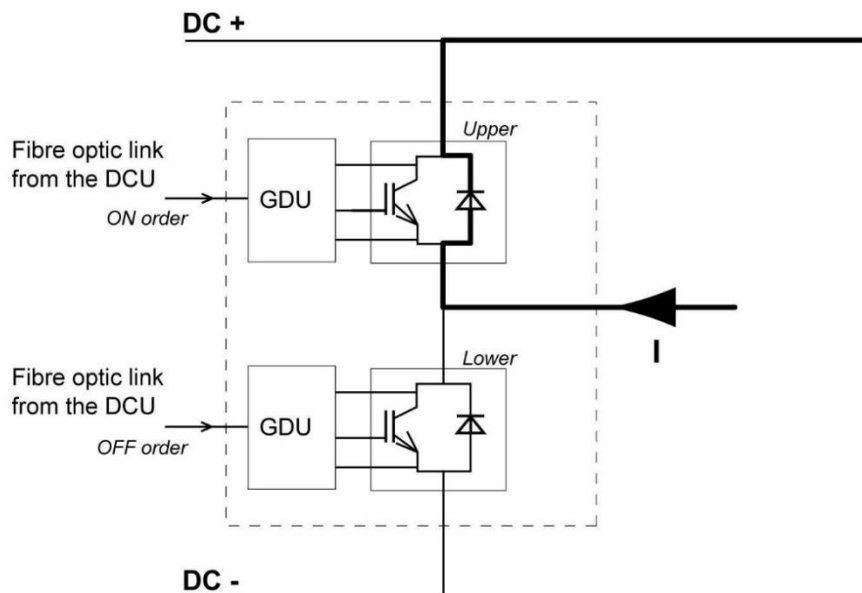 DC +
Upper
Fibre optic link
from the DCU
ON order
GDU
I
Lower
Fibre optic link
from the DCU
OFF order
GDU
DC -